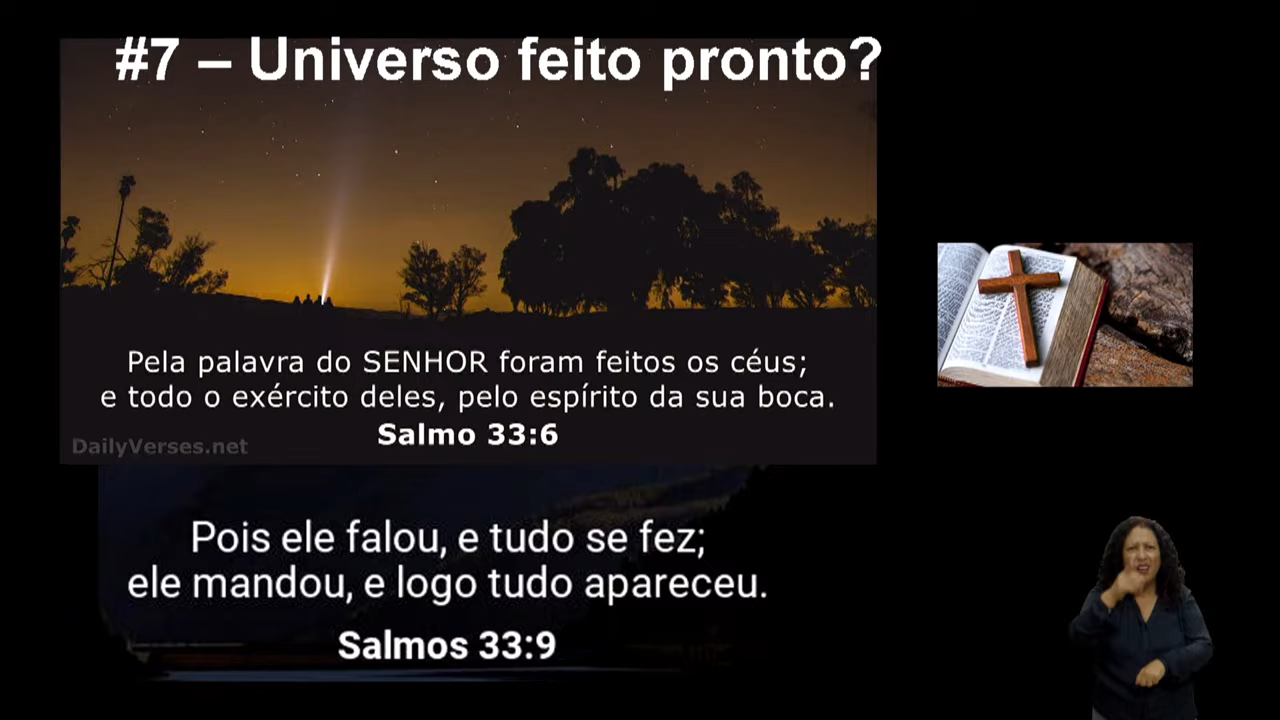 #7 – Universo feito pronto?
Pela palavra do SENHOR foram feitos os céus;
e todo o exército deles, pelo espírito da sua boca.
Salmo 33:6
DailyVerses.net
Pois ele falou, e tudo se fez;
ele mandou, e logo tudo apareceu.
Salmos 33:9